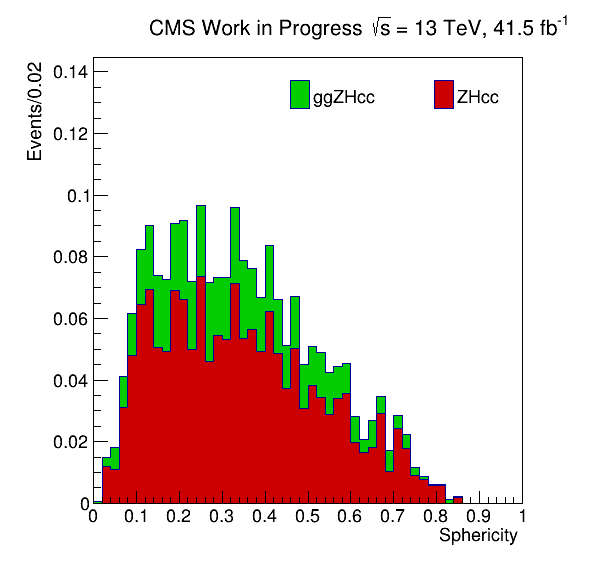 CMS Work in Progress √s = 13 TeV, 41.5 fb⁻¹
Events/0.02
0.14
0.12
0.1
0.08
0.06
0.04
0.02
0
ggZHcc ZHcc
0 0.1 0.2 0.3 0.4 0.5 0.6 0.7 0.8 0.9 1
Sphericity